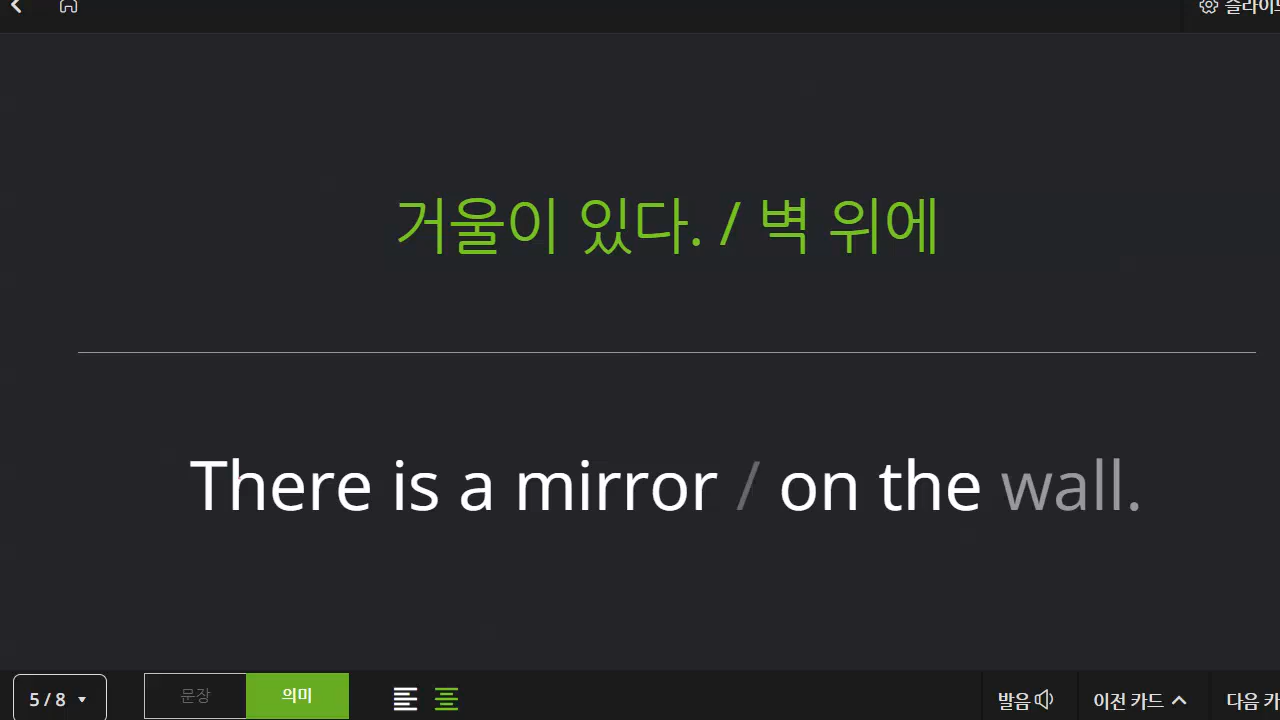 거울이 있다. / 벽 위에
There is a mirror / on the wall.
5 / 8
문장
의미
발음
이전 카드